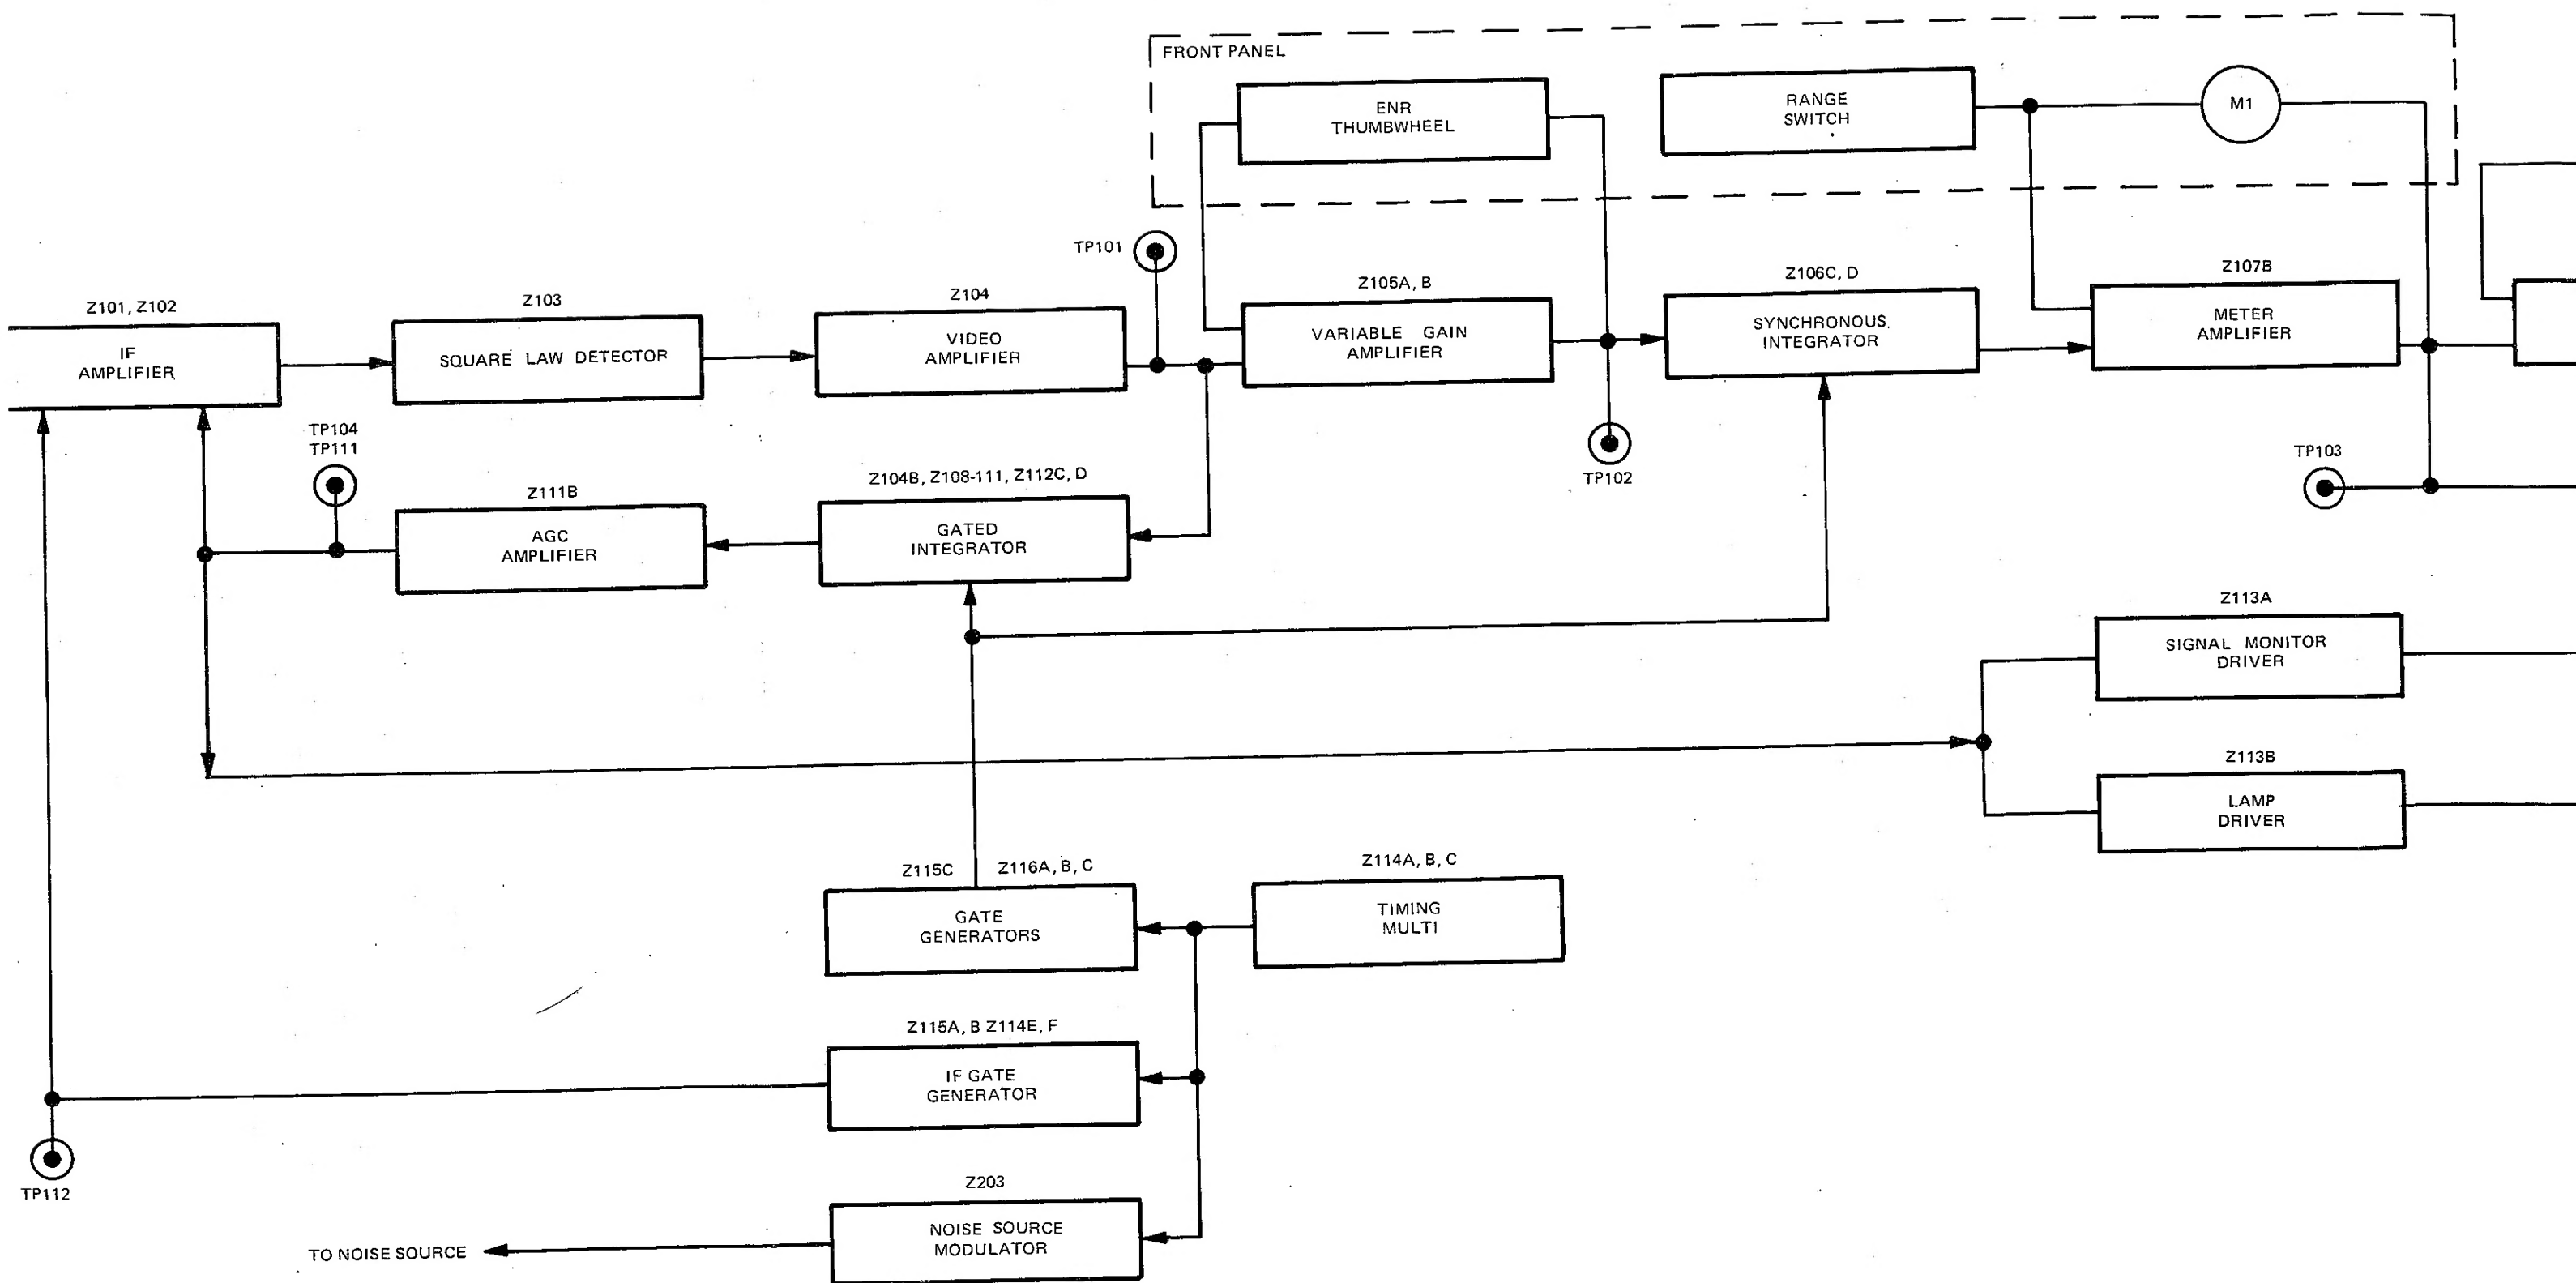 FRONT PANEL
ENR
THUMBWHEEL
RANGE
SWITCH
M1
TP101
Z101, Z102
IF
AMPLIFIER
Z103
SQUARE LAW DETECTOR
Z104
VIDEO
AMPLIFIER
Z105A, B
VARIABLE GAIN
AMPLIFIER
Z106C, D
SYNCHRONOUS
INTEGRATOR
Z107B
METER
AMPLIFIER
TP104
TP111
Z111B
AGC
AMPLIFIER
Z104B, Z108-111, Z112C, D
GATED
INTEGRATOR
TP102
TP103
Z113A
SIGNAL MONITOR
DRIVER
Z113B
LAMP
DRIVER
Z115C Z116A, B, C
GATE
GENERATORS
Z114A, B, C
TIMING
MULTI
Z115A, B Z114E, F
IF GATE
GENERATOR
TP112
Z203
NOISE SOURCE
MODULATOR
TO NOISE SOURCE